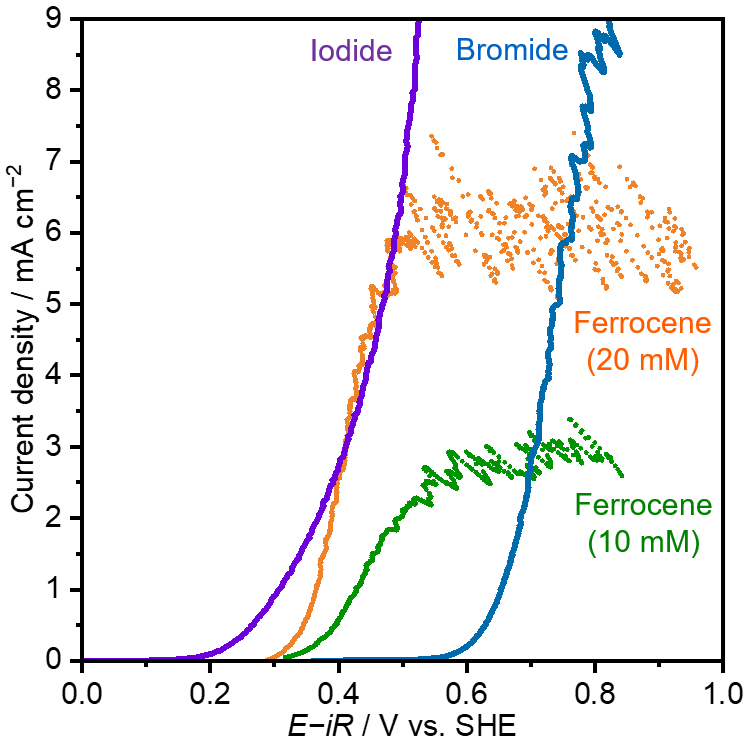 9
8
7
6
5
4
3
2
1
0
Current density / mA cm⁻²
Iodide
Bromide
Ferrocene
(20 mM)
Ferrocene
(10 mM)
0.0 0.2 0.4 0.6 0.8 1.0
E−iR / V vs. SHE